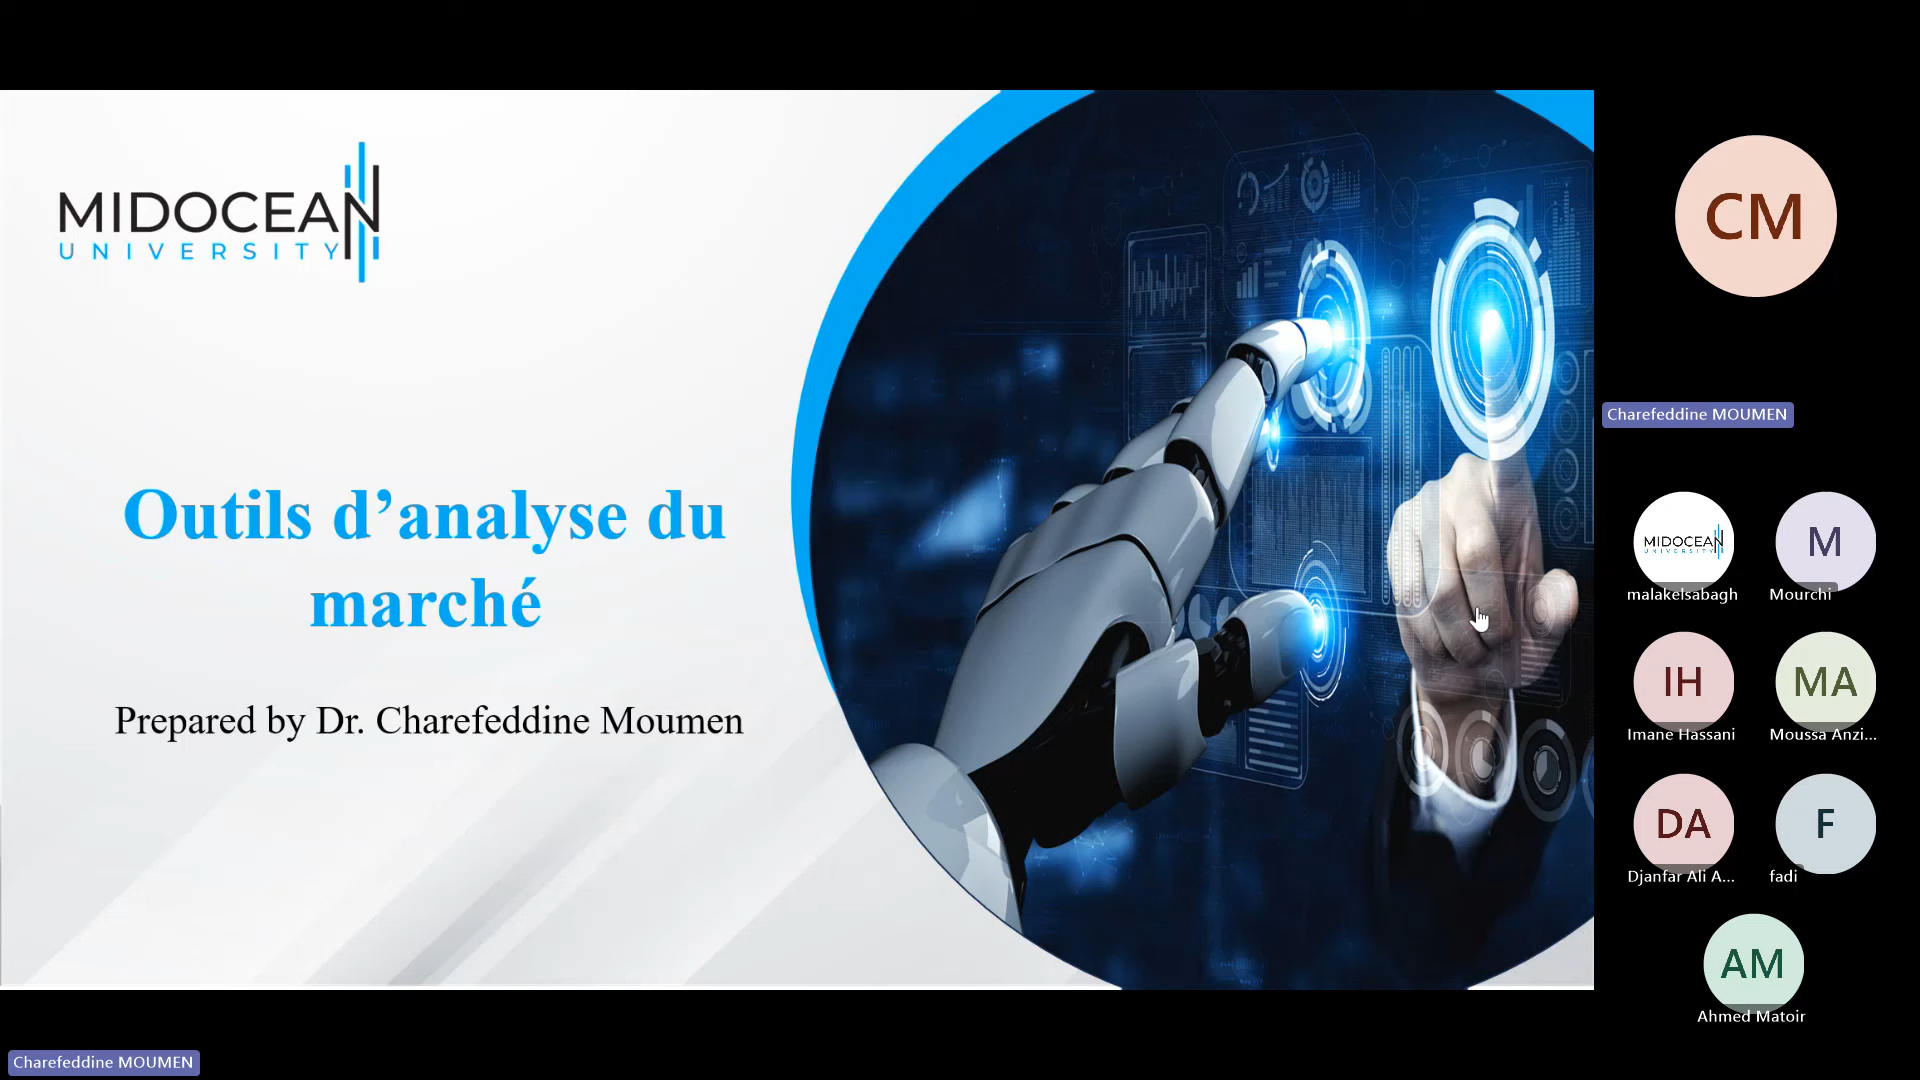 MIDOCEAN
UNIVERSITY
Outils d’analyse du
marché
Prepared by Dr. Charefeddine Moumen
CM
Charefeddine MOUMEN
MIDOCEAN
UNIVERSITY
malakelsabagh
M
Mourchi
IH
Imane Hassani
MA
Moussa Anzi...
DA
Djanfar Ali A...
F
fadi
AM
Ahmed Matoir
Charefeddine MOUMEN